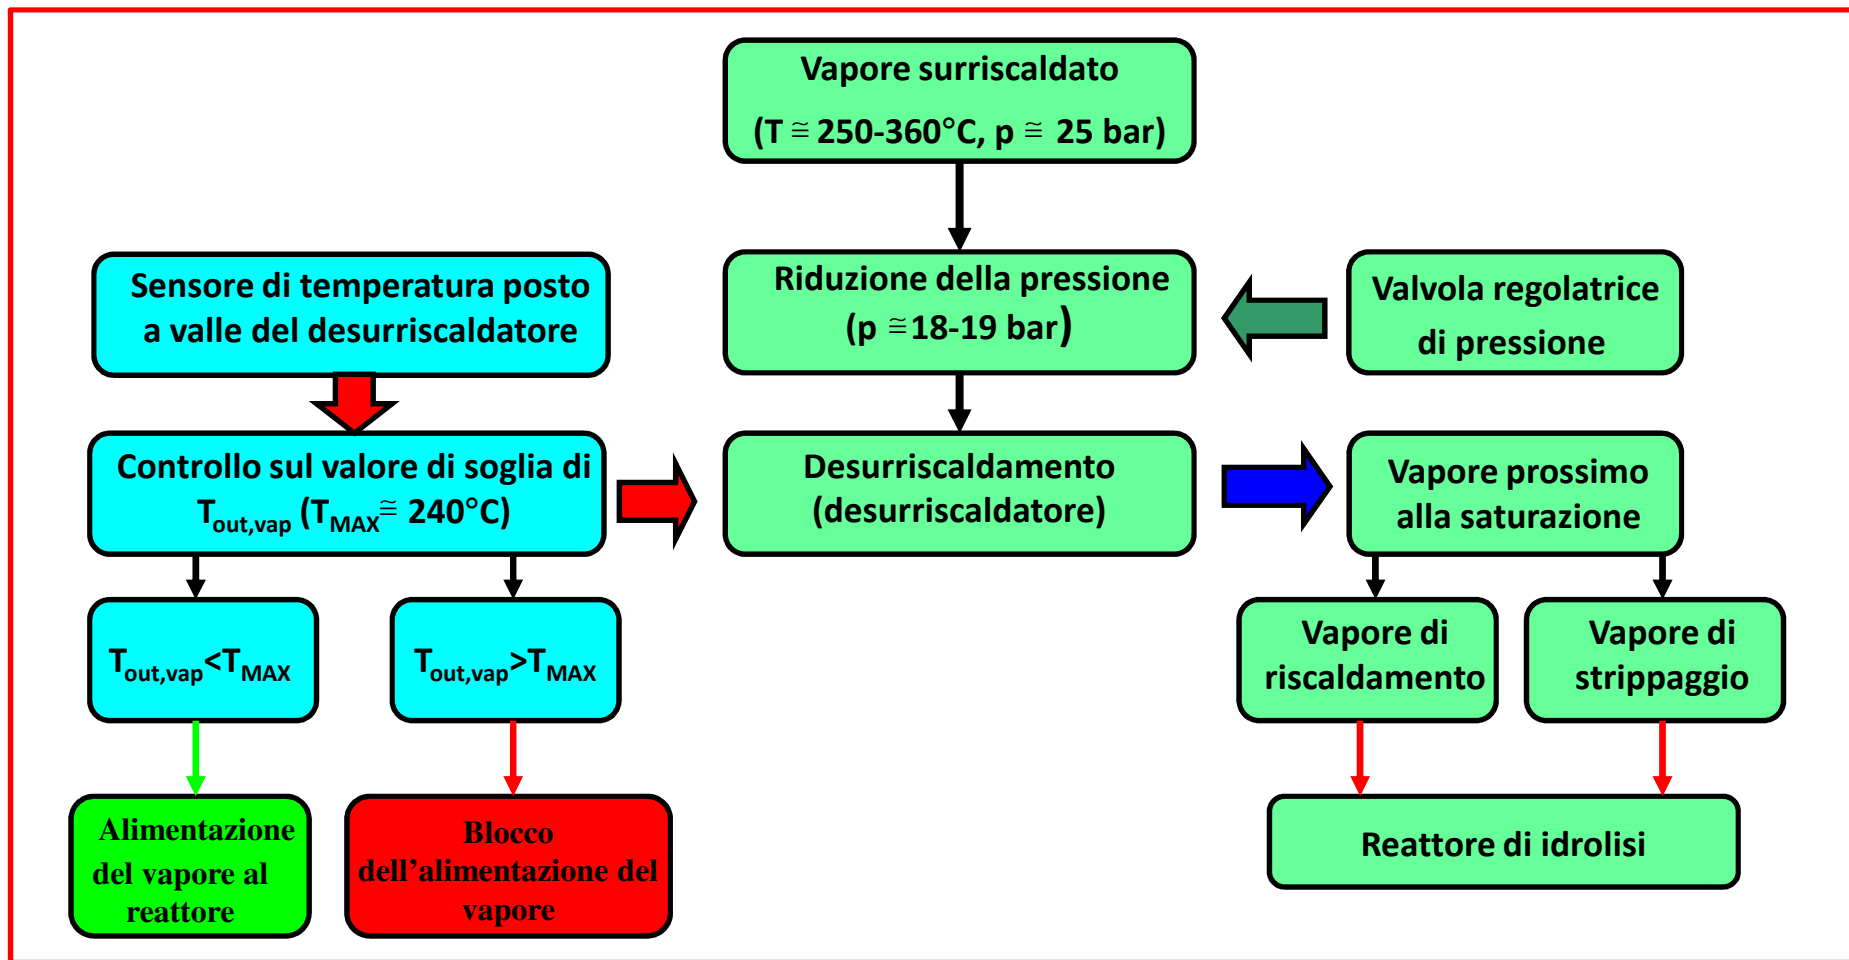 Vapore surriscaldato
(T ≅ 250-360°C, p ≅ 25 bar)
Sensore di temperatura posto
a valle del desurriscaldatore
Riduzione della pressione
(p ≅18-19 bar)
Valvola regolatrice
di pressione
Controllo sul valore di soglia di
Tout,vap (TMAX≅ 240°C)
Desurriscaldamento
(desurriscaldatore)
Vapore prossimo
alla saturazione
Tout,vap<TMAX
Tout,vap>TMAX
Vapore di
riscaldamento
Vapore di
strippaggio
Alimentazione
del vapore al
reattore
Blocco
dell’alimentazione del
vapore
Reattore di idrolisi